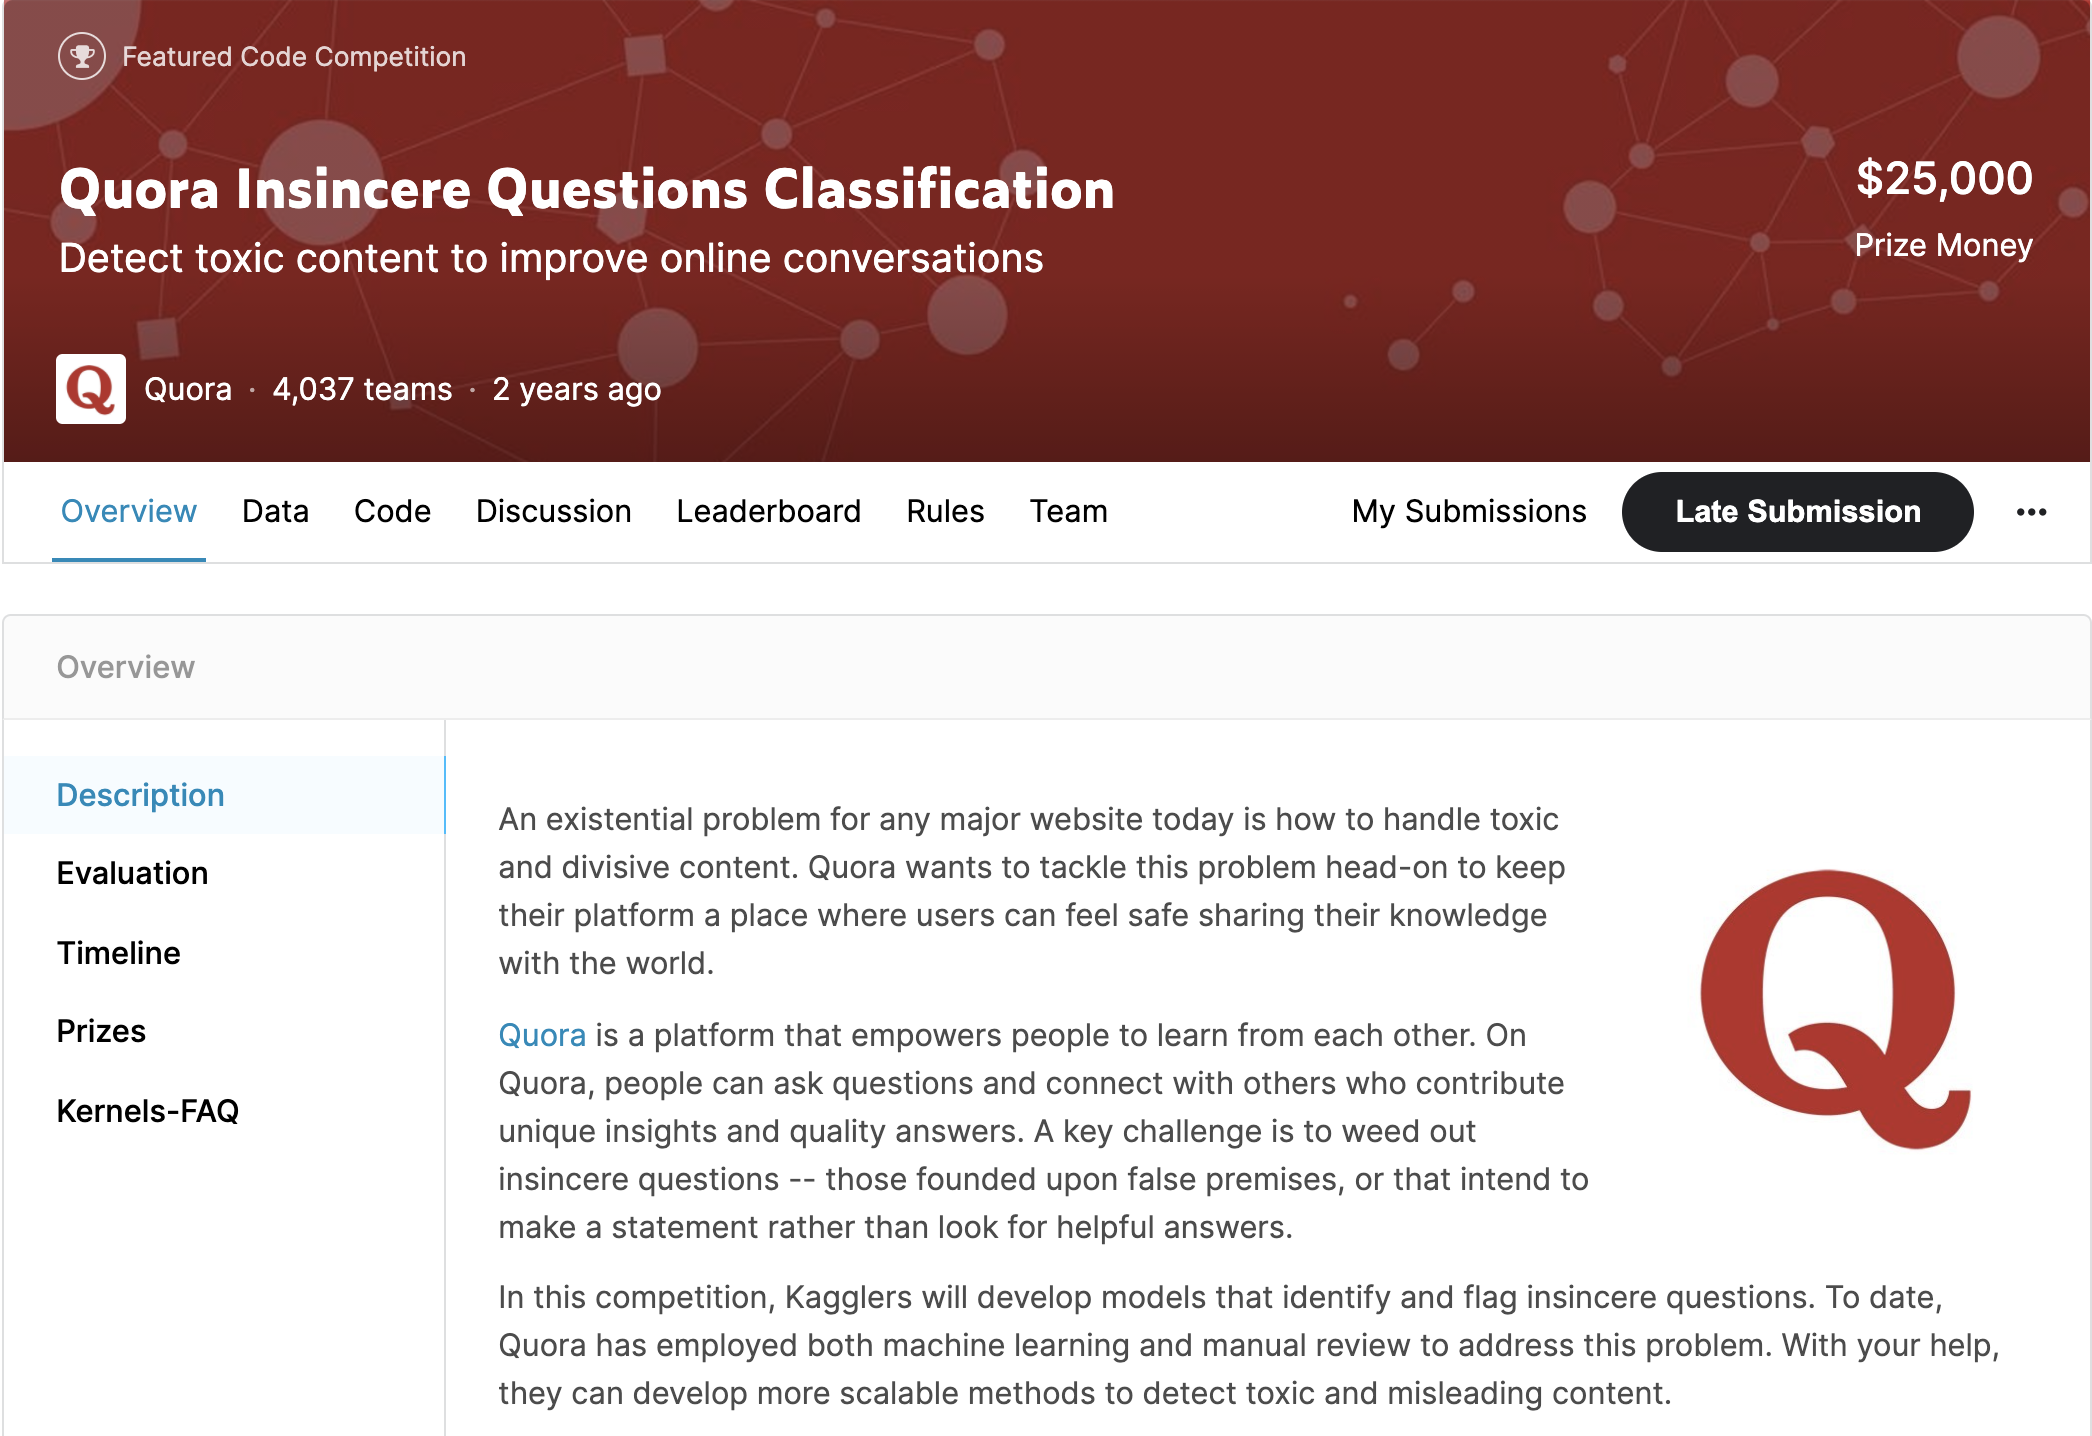 Featured Code Competition
Quora Insincere Questions Classification
Detect toxic content to improve online conversations
$25,000
Prize Money
Q
Quora · 4,037 teams · 2 years ago
Overview Data Code Discussion Leaderboard Rules Team My Submissions Late Submission ···
Overview
Description
Evaluation
Timeline
Prizes
Kernels-FAQ
An existential problem for any major website today is how to handle toxic
and divisive content. Quora wants to tackle this problem head-on to keep
their platform a place where users can feel safe sharing their knowledge
with the world.
Quora is a platform that empowers people to learn from each other. On
Quora, people can ask questions and connect with others who contribute
unique insights and quality answers. A key challenge is to weed out
insincere questions -- those founded upon false premises, or that intend to
make a statement rather than look for helpful answers.
Q
In this competition, Kagglers will develop models that identify and flag insincere questions. To date,
Quora has employed both machine learning and manual review to address this problem. With your help,
they can develop more scalable methods to detect toxic and misleading content.